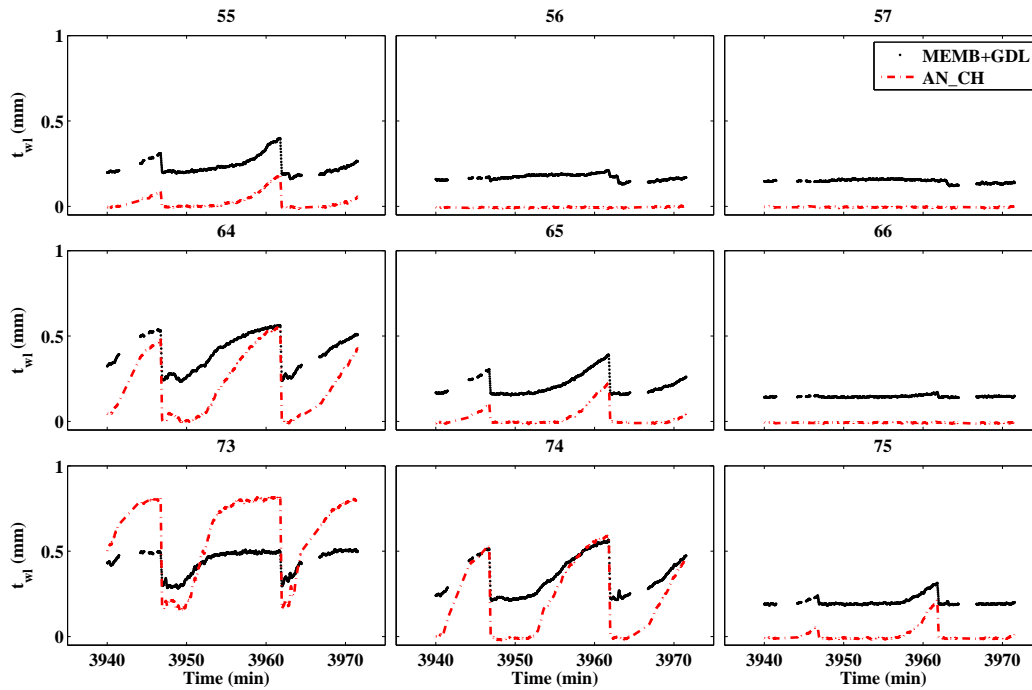 55 56 57
1
MEMB+GDL
AN_CH
t_wl (mm)
0.5
0
64 65 66
1
t_wl (mm)
0.5
0
73 74 75
1
t_wl (mm)
0.5
0
3940 3950 3960 3970 3940 3950 3960 3970 3940 3950 3960 3970
Time (min) Time (min) Time (min)